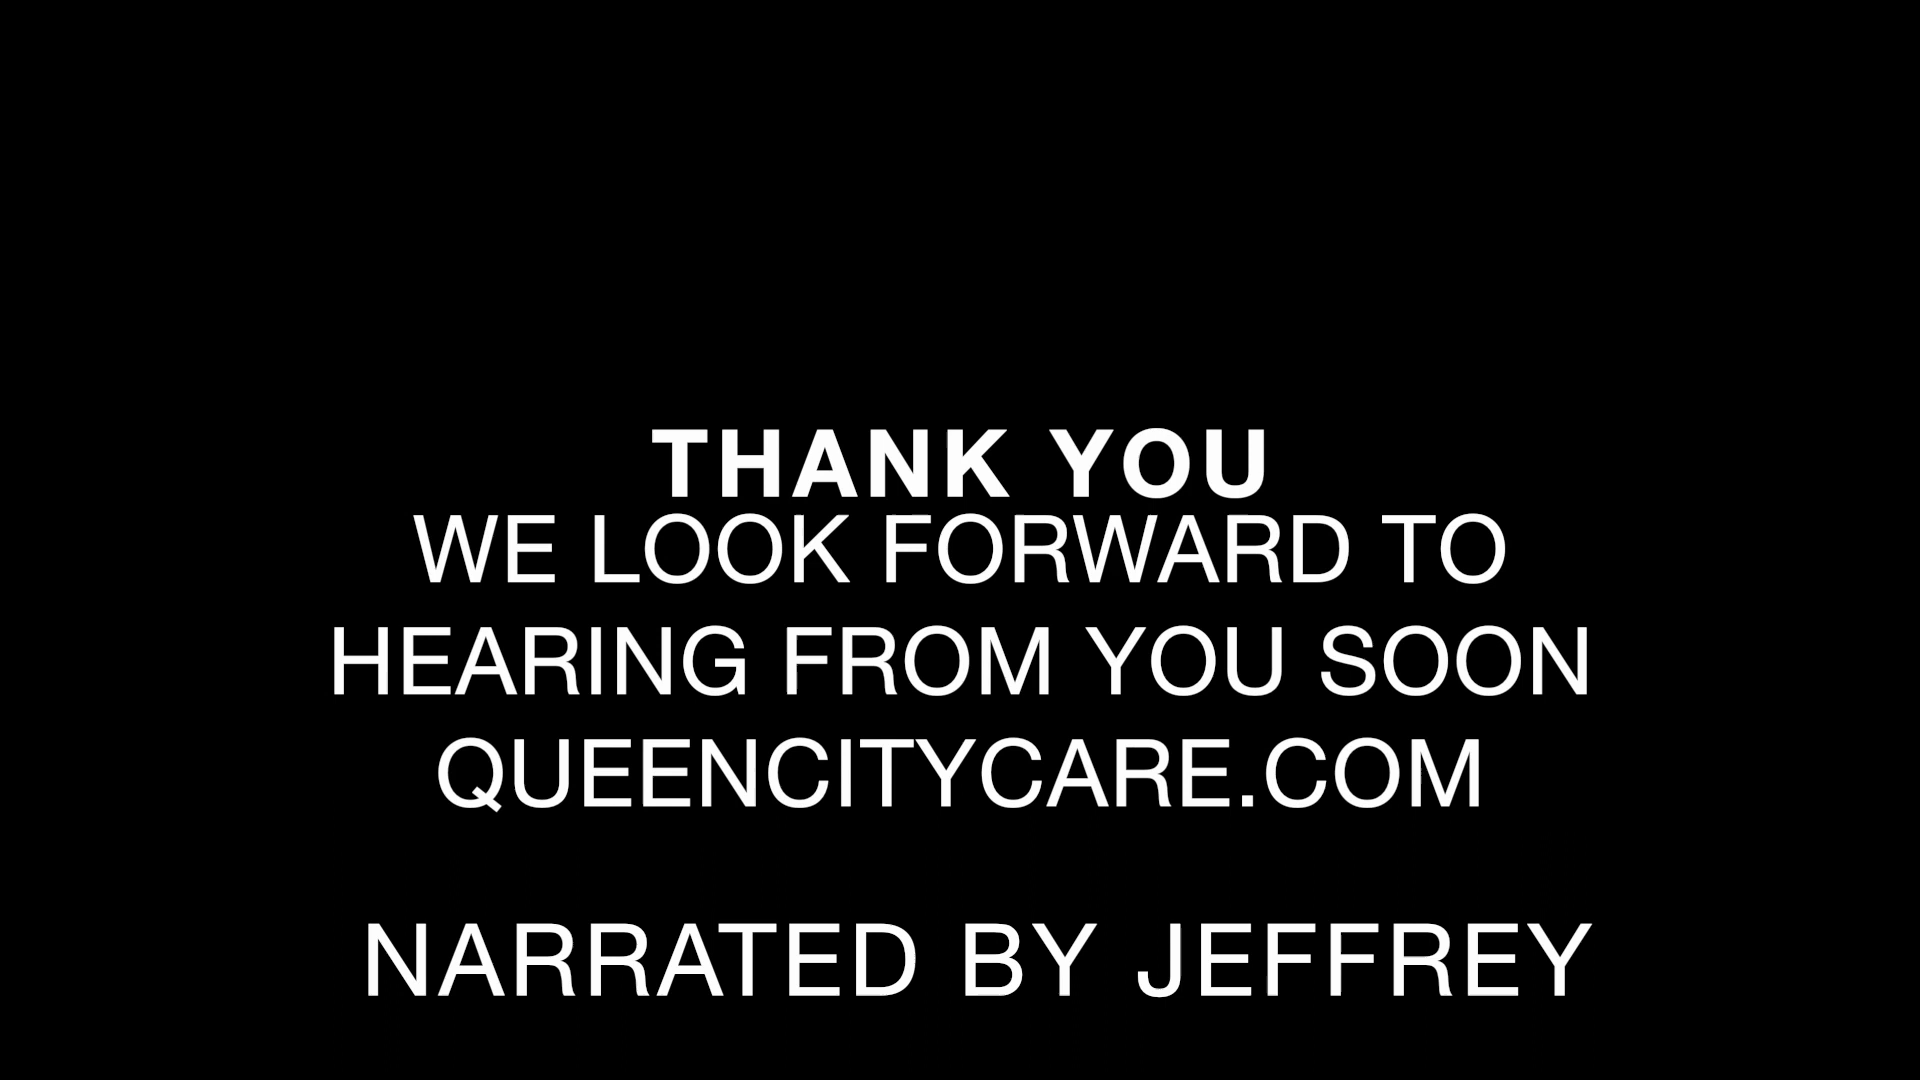 THANK YOU
WE LOOK FORWARD TO
HEARING FROM YOU SOON
QUEENCITYCARE.COM
NARRATED BY JEFFREY